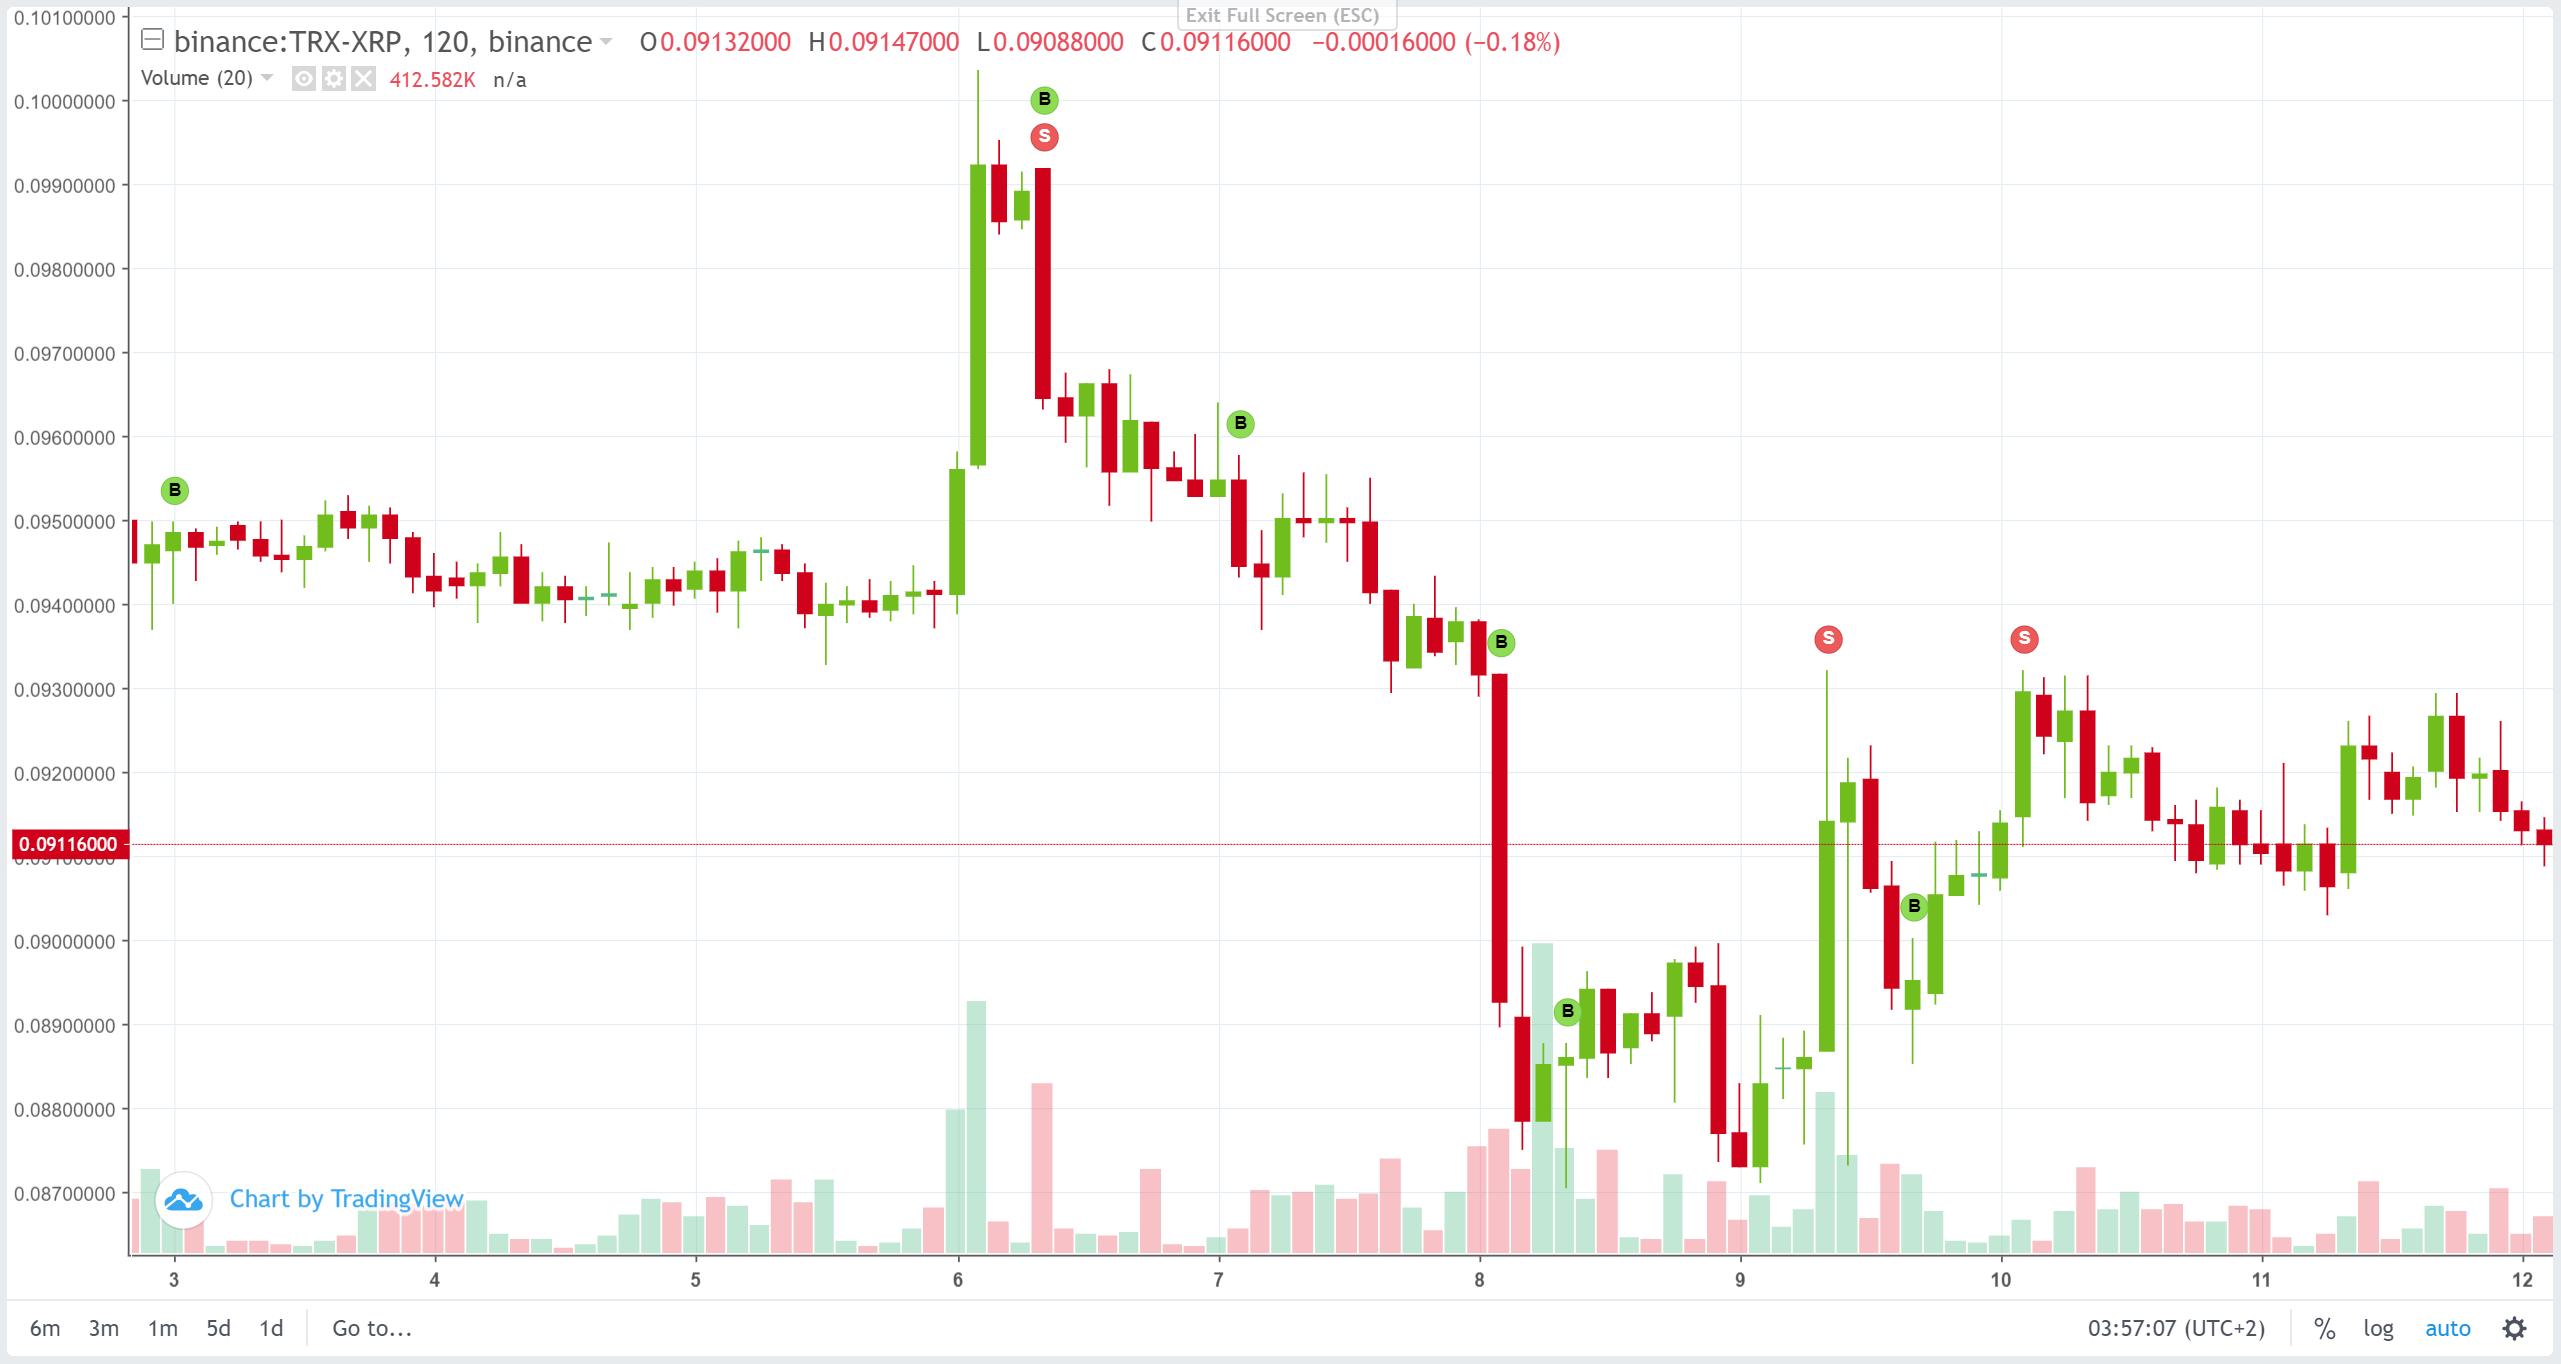 Exit Full Screen (ESC)
binance:TRX-XRP, 120, binance O0.09132000 H0.09147000 L0.09088000 C0.09116000 −0.00016000 (−0.18%)
Volume (20) 412.582K n/a
0.10100000
0.10000000
0.09900000
0.09800000
0.09700000
0.09600000
0.09500000
0.09400000
0.09300000
0.09200000
0.09116000
0.09100000
0.09000000
0.08900000
0.08800000
0.08700000
B
S
B
B
B
S
S
B
B
Chart by TradingView
3 4 5 6 7 8 9 10 11 12
6m 3m 1m 5d 1d Go to... 03:57:07 (UTC+2) % log auto